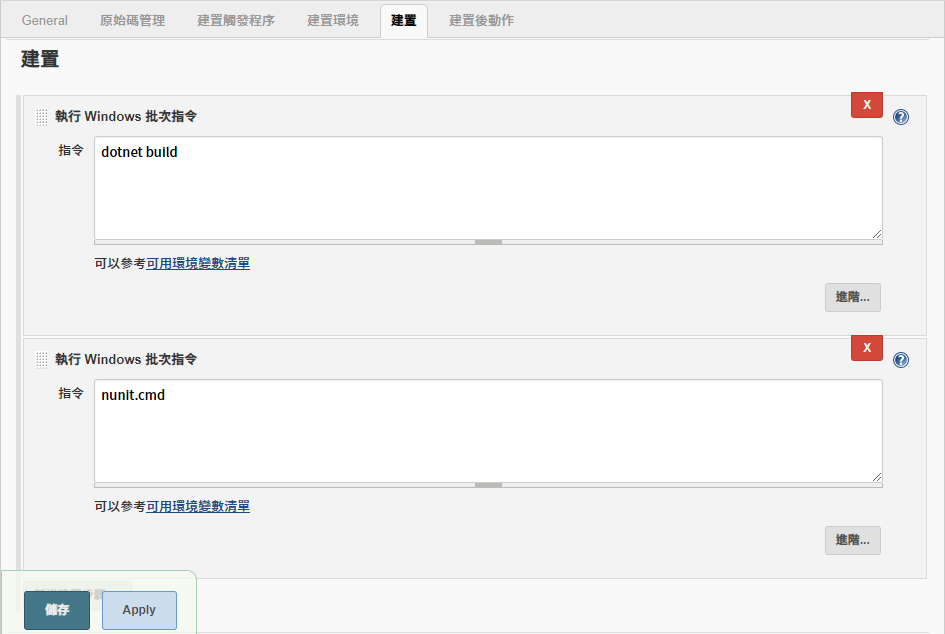 General 原始碼管理 建置觸發程序 建置環境 建置 建置後動作
建置
執行 Windows 批次指令
X
?
指令
dotnet build
可以參考可用環境變數清單
進階...
執行 Windows 批次指令
X
?
指令
nunit.cmd
可以參考可用環境變數清單
進階...
儲存 Apply